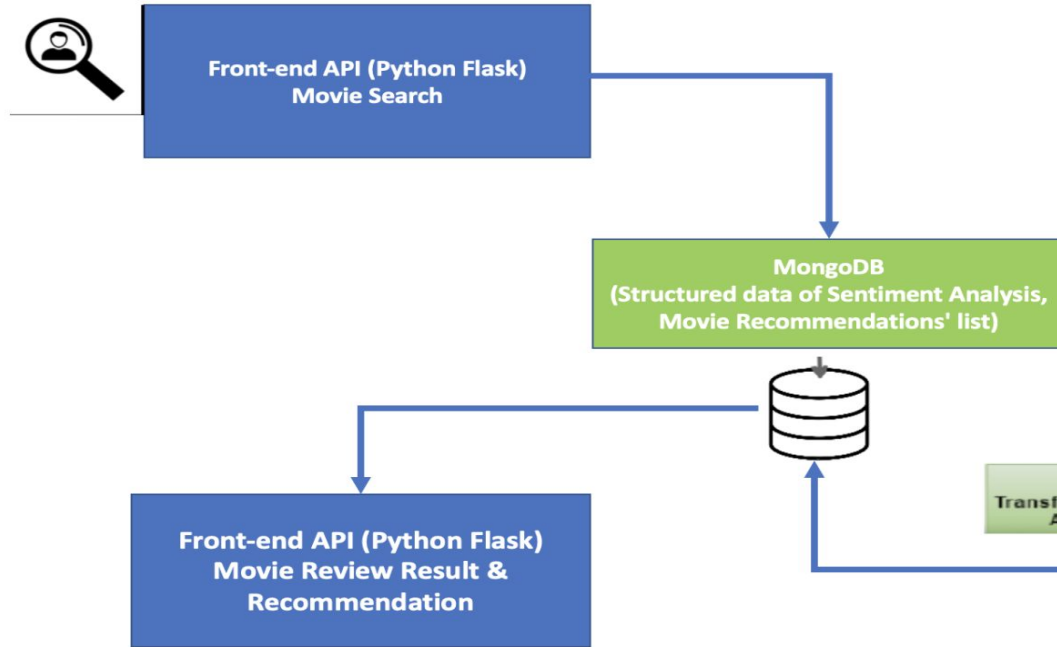 Front-end API (Python Flask)
Movie Search
MongoDB
(Structured data of Sentiment Analysis,
Movie Recommendations' list)
Front-end API (Python Flask)
Movie Review Result &
Recommendation